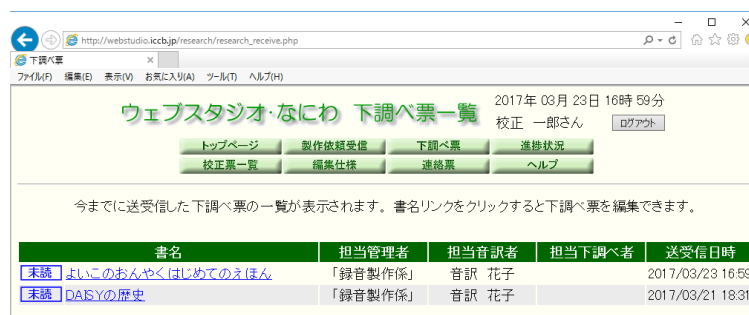 http://webstudio.iccb.jp/research/research_receive.php
下調べ票
ファイル(F) 編集(E) 表示(V) お気に入り(A) ツール(T) ヘルプ(H)
ウェブスタジオ・なにわ 下調べ票一覧
2017年 03月 23日 16時 59分
校正 一郎さん ログアウト
トップページ 製作依頼受信 下調べ票 進捗状況
校正票一覧 編集仕様 連絡票 ヘルプ
今までに送受信した下調べ票の一覧が表示されます。書名リンクをクリックすると下調べ票を編集できます。
書名 担当管理者 担当音訳者 担当下調べ者 送受信日時
未読 よいこのおんやくはじめてのえほん 「録音製作係」 音訳 花子 2017/03/23 16:59
未読 DAISYの歴史 「録音製作係」 音訳 花子 2017/03/21 18:31